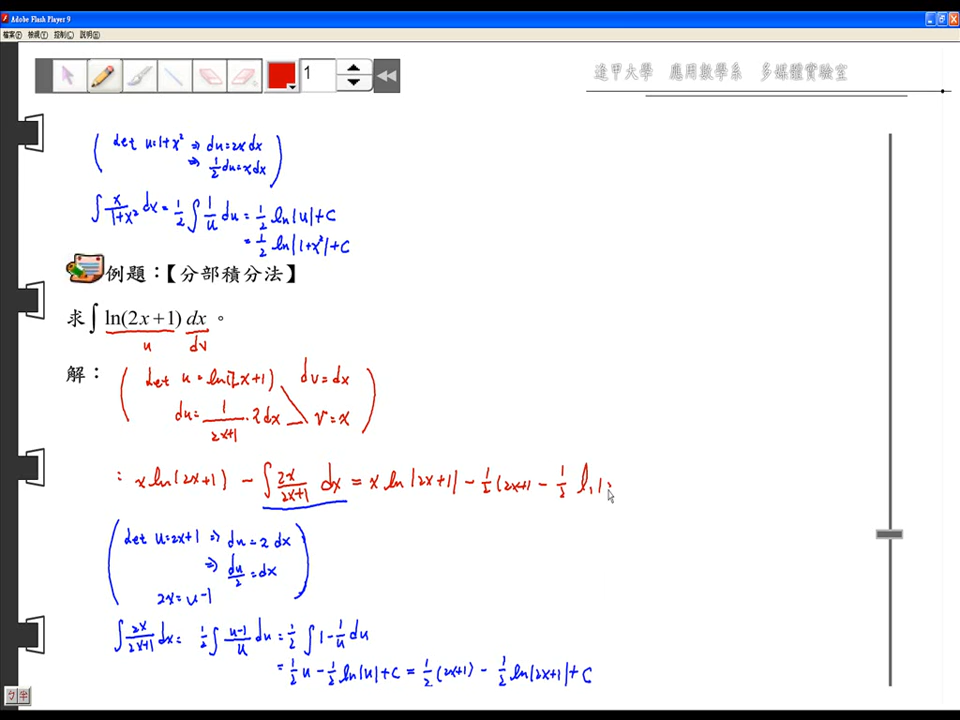 Adobe Flash Player 9
檔案(F) 檢視(V) 控制(C) 說明(H)
1
逢甲大學 應用數學系 多媒體實驗室
let u=1+x² ⇒ du=2x dx
⇒ ½ du = x dx
∫ x/(1+x²) dx = ½ ∫ 1/u du = ½ ln|u|+C
= ½ ln|1+x²|+C
例題：【分部積分法】
求 ∫ ln(2x+1) dx。
u dv
解：
let u = ln(2x+1) dv = dx
du = 1/(2x+1) · 2dx v = x
: x ln(2x+1) - ∫ 2x/(2x+1) dx = x ln|2x+1| - ½ (2x+1 - ½
let u=2x+1 ⇒ du = 2 dx
⇒ du/2 = dx
2x = u-1
∫ 2x/(2x+1) dx = ½ ∫ (u-1)/u du = ½ ∫ 1 - 1/u du
= ½ u - ½ ln|u| + C = ½ (2x+1) - ½ ln|2x+1| + C
ㄅ 半